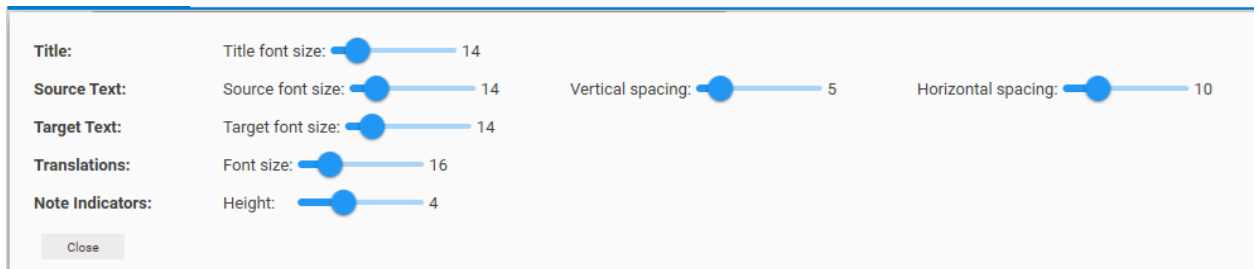 Title: Title font size: 14
Source Text: Source font size: 14 Vertical spacing: 5 Horizontal spacing: 10
Target Text: Target font size: 14
Translations: Font size: 16
Note Indicators: Height: 4
Close